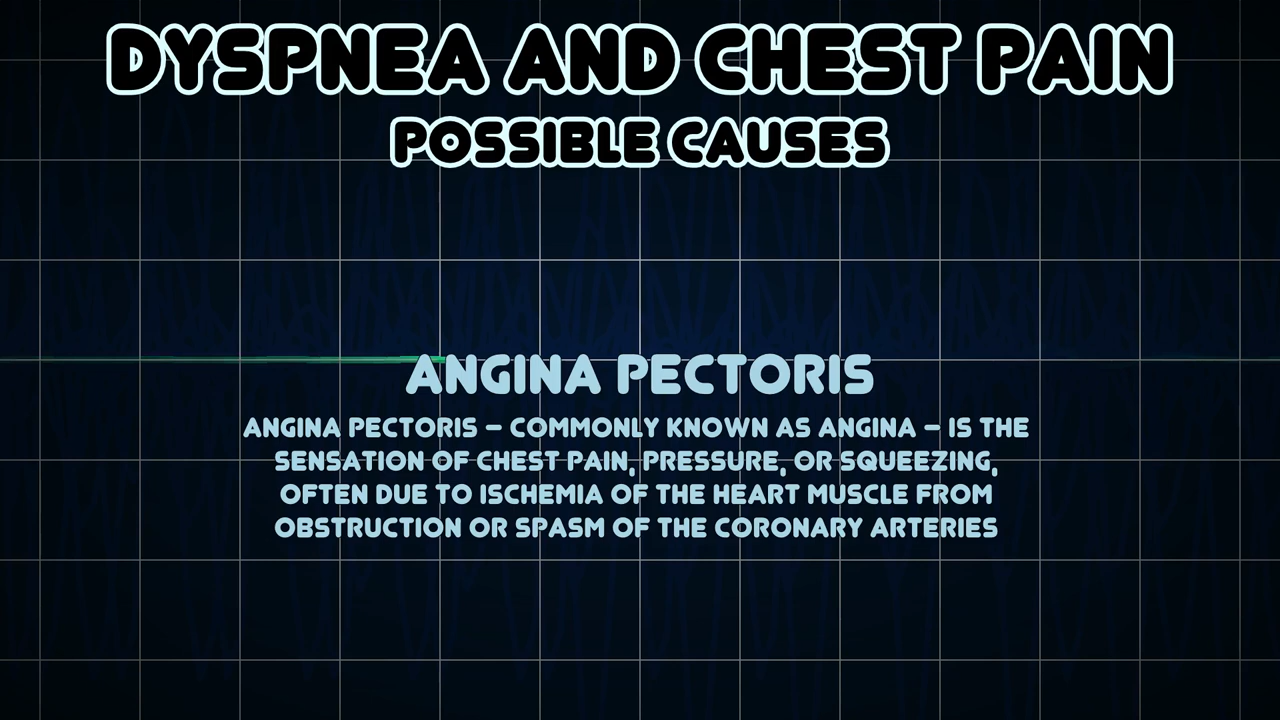 DYSPNEA AND CHEST PAIN
POSSIBLE CAUSES
ANGINA PECTORIS
ANGINA PECTORIS – COMMONLY KNOWN AS ANGINA – IS THE
SENSATION OF CHEST PAIN, PRESSURE, OR SQUEEZING,
OFTEN DUE TO ISCHEMIA OF THE HEART MUSCLE FROM
OBSTRUCTION OR SPASM OF THE CORONARY ARTERIES